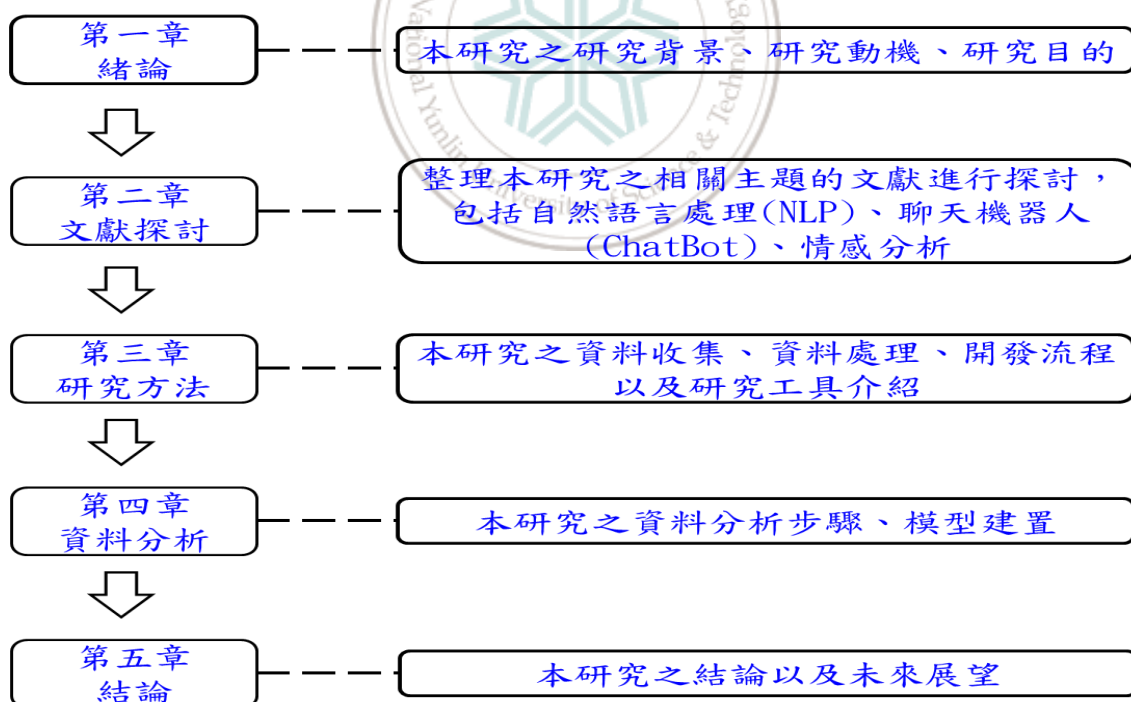 第一章
緒論
本研究之研究背景、研究動機、研究目的
第二章
文獻探討
整理本研究之相關主題的文獻進行探討，
包括自然語言處理(NLP)、聊天機器人
(ChatBot)、情感分析
第三章
研究方法
本研究之資料收集、資料處理、開發流程
以及研究工具介紹
第四章
資料分析
本研究之資料分析步驟、模型建置
第五章
結論
本研究之結論以及未來展望
National Yunlin University of Science & Technology